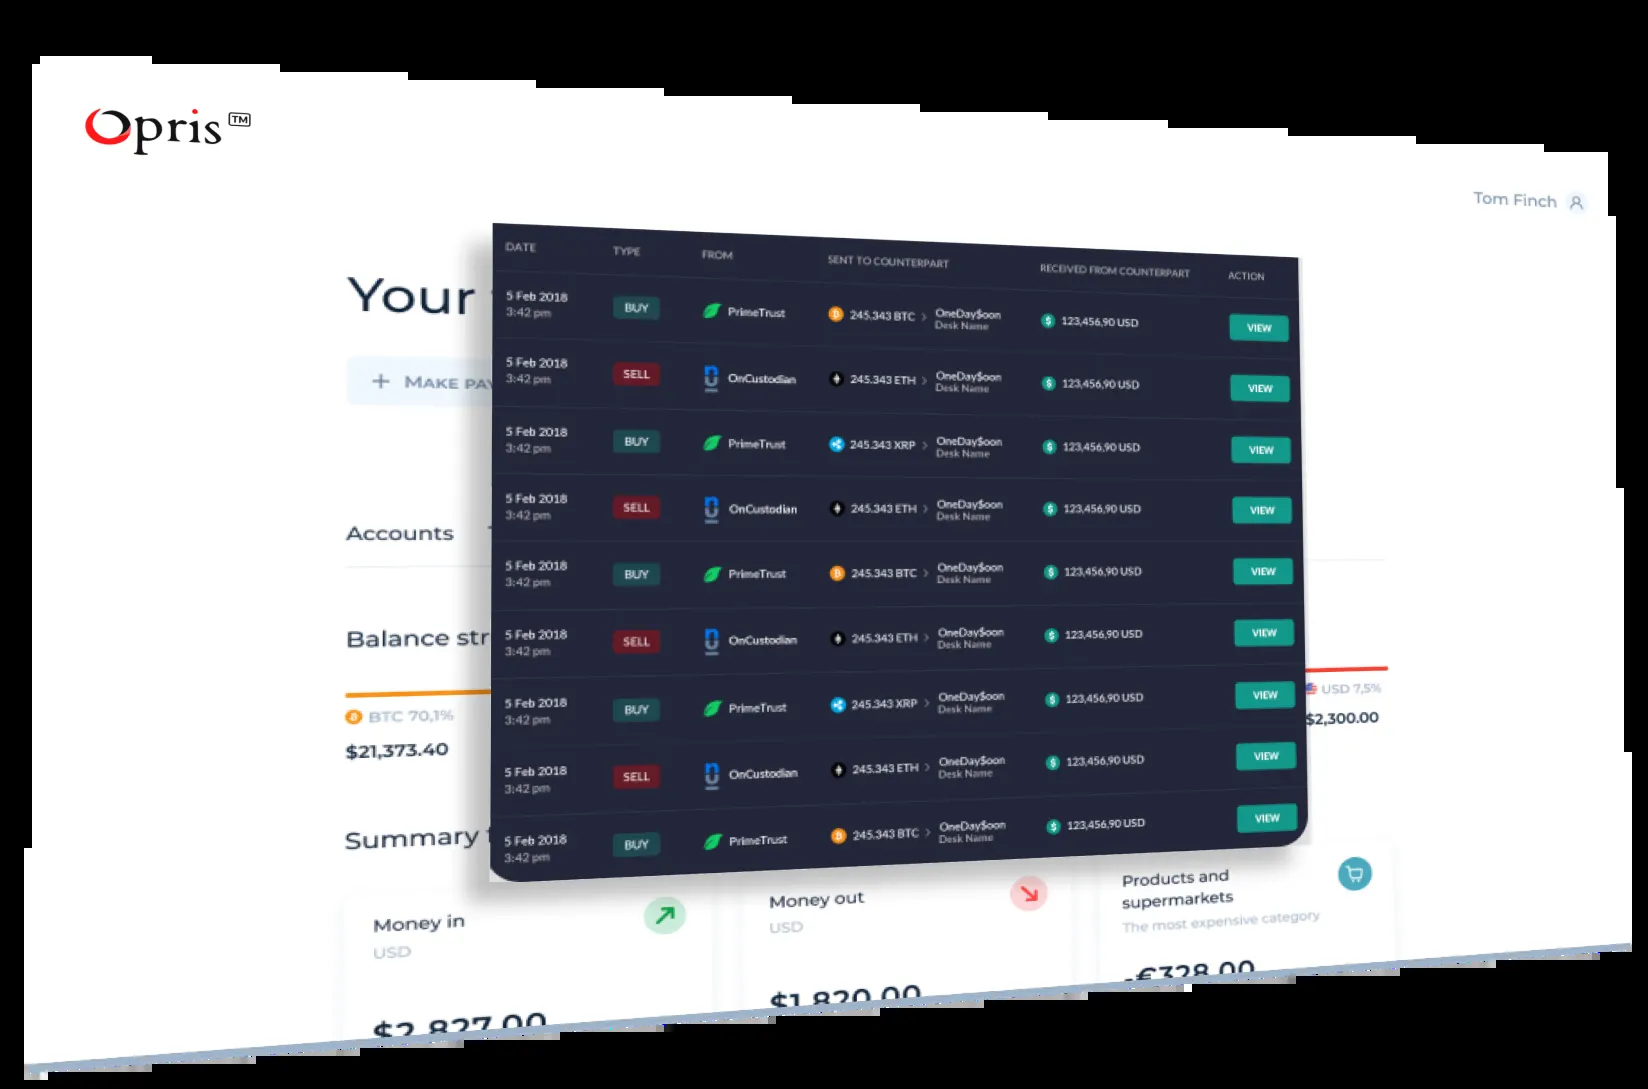 Opris TM
Tom Finch
Your
+ MAKE PAY
Accounts
Balance str
BTC 70,1%
$21,373.40
USD 7,5%
$2,300.00
Summary
DATE TYPE FROM SENT TO COUNTERPART RECEIVED FROM COUNTERPART ACTION
5 Feb 2018 BUY PrimeTrust 245.343 BTC > OneDay$oon 123,456,90 USD VIEW
3:42 pm Desk Name
5 Feb 2018 SELL OnCustodian 245.343 ETH > OneDay$oon 123,456,90 USD VIEW
3:42 pm Desk Name
5 Feb 2018 BUY PrimeTrust 245.343 XRP > OneDay$oon 123,456,90 USD VIEW
3:42 pm Desk Name
5 Feb 2018 SELL OnCustodian 245.343 ETH > OneDay$oon 123,456,90 USD VIEW
3:42 pm Desk Name
5 Feb 2018 BUY PrimeTrust 245.343 BTC > OneDay$oon 123,456,90 USD VIEW
3:42 pm Desk Name
5 Feb 2018 SELL OnCustodian 245.343 ETH > OneDay$oon 123,456,90 USD VIEW
3:42 pm Desk Name
5 Feb 2018 BUY PrimeTrust 245.343 XRP > OneDay$oon 123,456,90 USD VIEW
3:42 pm Desk Name
5 Feb 2018 SELL OnCustodian 245.343 ETH > OneDay$oon 123,456,90 USD VIEW
3:42 pm Desk Name
5 Feb 2018 BUY PrimeTrust 245.343 BTC > OneDay$oon 123,456,90 USD VIEW
3:42 pm Desk Name
Money in
USD
$2,827.00
Money out
USD
$1,820.00
Products and
supermarkets
The most expensive category
-€328.00